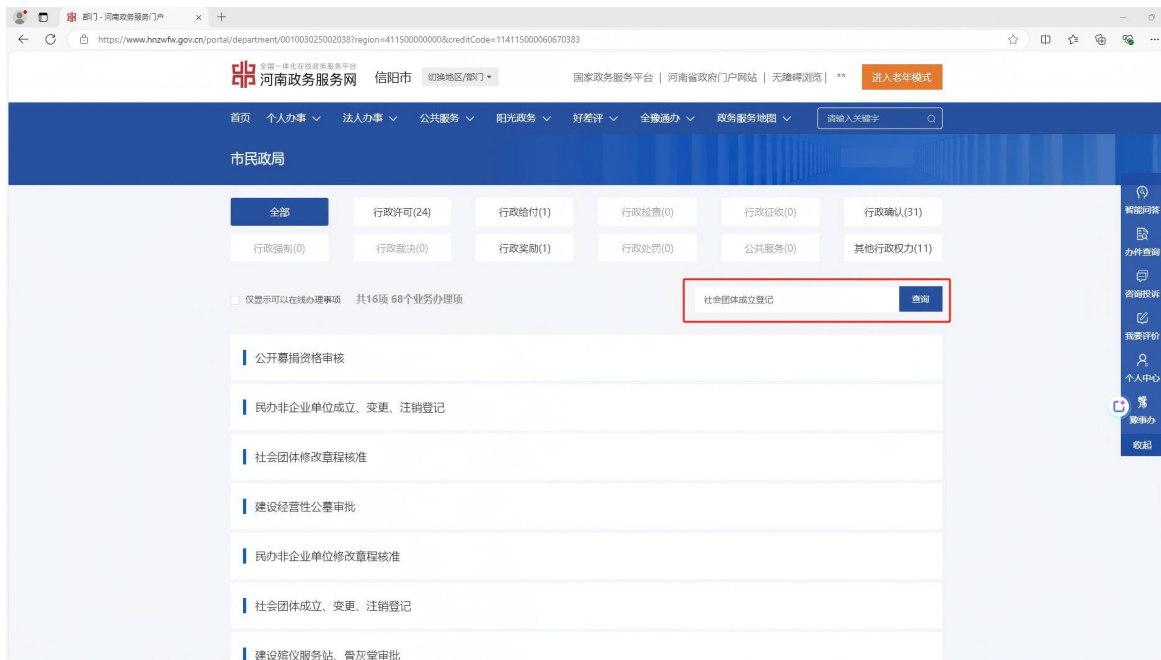 部门 - 河南政务服务门户
https://www.hnzwfw.gov.cn/portal/department/001003025002038?region=411500000000&creditCode=114115000060670383
全国一体化在线政务服务平台
河南政务服务网 信阳市 切换地区/部门
国家政务服务平台 | 河南省政府门户网站 | 无障碍浏览 | ** 进入老年模式
首页 个人办事 法人办事 公共服务 阳光政务 好差评 全豫通办 政务服务地图 请输入关键字
市民政局
全部 行政许可(24) 行政给付(1) 行政检查(0) 行政征收(0) 行政确认(31)
行政强制(0) 行政裁决(0) 行政奖励(1) 行政处罚(0) 公共服务(0) 其他行政权力(11)
仅显示可以在线办理事项 共16项 68个业务办理项 社会团体成立登记 查询
公开募捐资格审核
民办非企业单位成立、变更、注销登记
社会团体修改章程核准
建设经营性公墓审批
民办非企业单位修改章程核准
社会团体成立、变更、注销登记
建设殡仪服务站、骨灰堂审批
智能问答
办件查询
咨询投诉
我要评价
个人中心
豫事办
收起